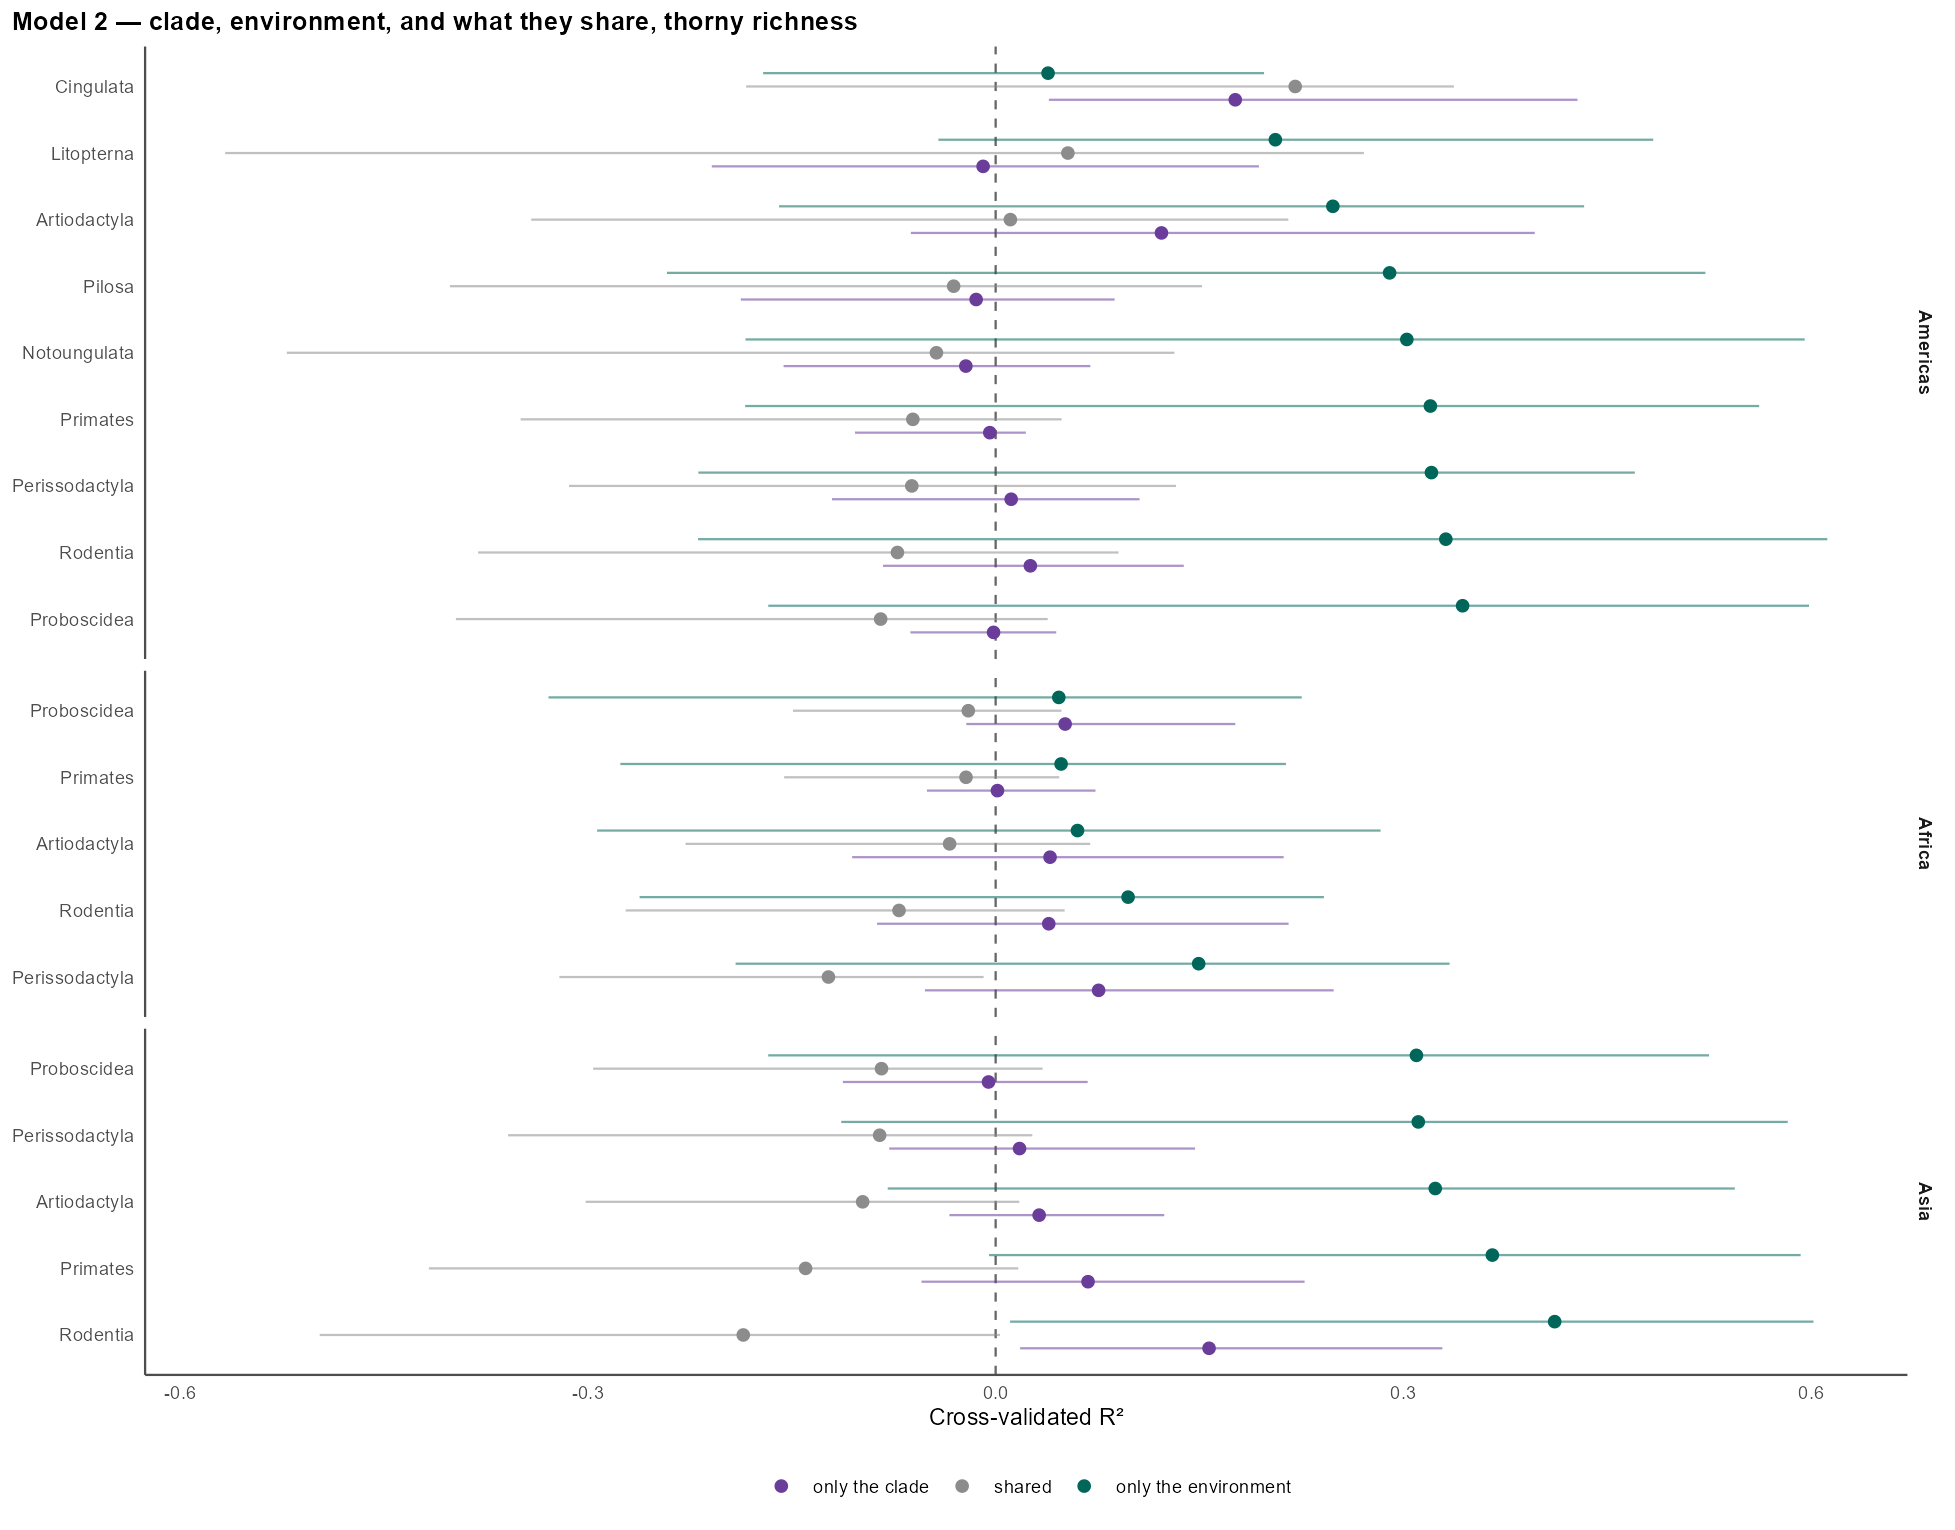 Model 2 — clade, environment, and what they share, thorny richness
Cingulata
Litopterna
Artiodactyla
Pilosa
Notoungulata
Primates
Perissodactyla
Rodentia
Proboscidea
Americas
Proboscidea
Primates
Artiodactyla
Rodentia
Perissodactyla
Africa
Proboscidea
Perissodactyla
Artiodactyla
Primates
Rodentia
Asia
-0.6 -0.3 0.0 0.3 0.6
Cross-validated R²
only the clade shared only the environment